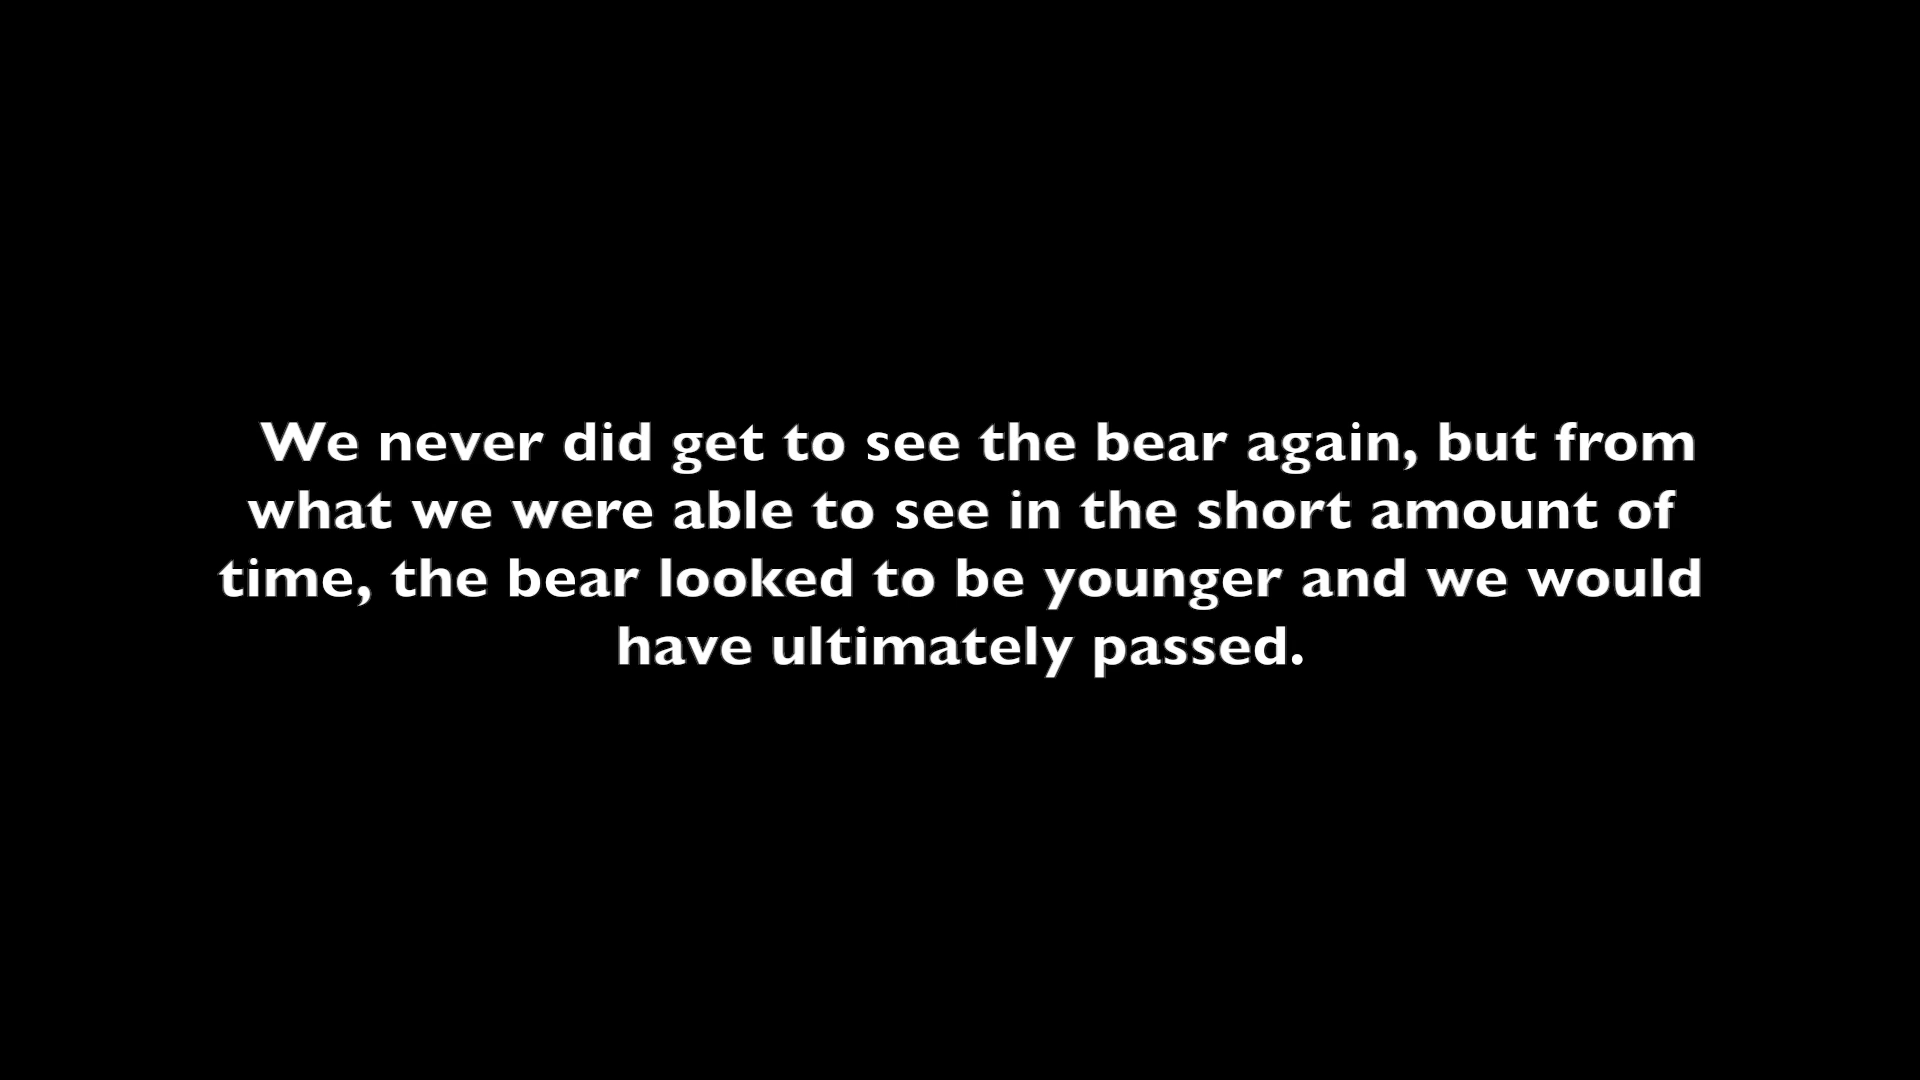 We never did get to see the bear again, but from
what we were able to see in the short amount of
time, the bear looked to be younger and we would
have ultimately passed.